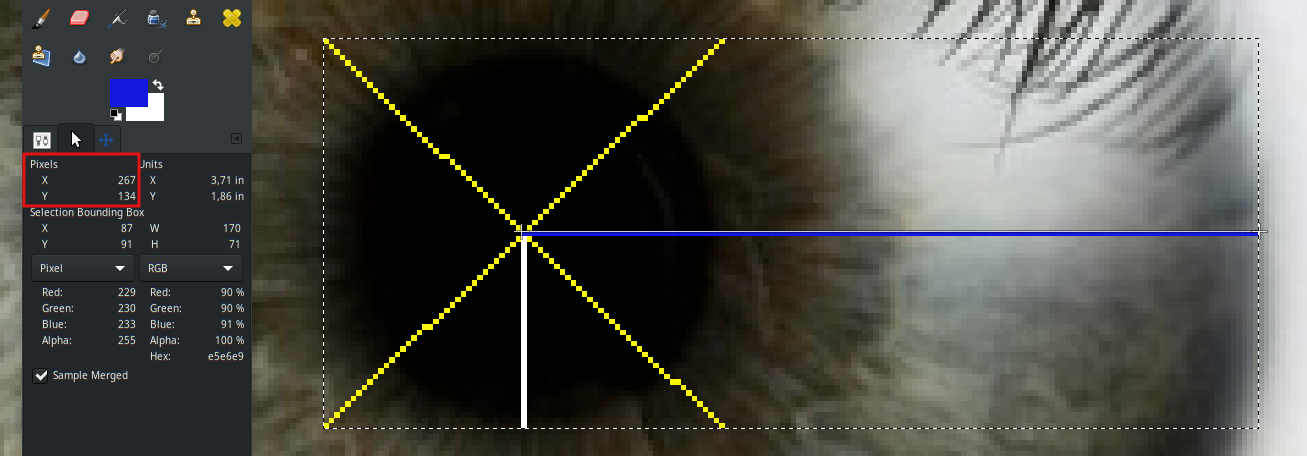 Pixels Units
X 267 X 3,71 in
Y 134 Y 1,86 in
Selection Bounding Box
X 87 W 170
Y 91 H 71
Pixel RGB
Red: 229 Red: 90 %
Green: 230 Green: 90 %
Blue: 233 Blue: 91 %
Alpha: 255 Alpha: 100 %
Hex: e5e6e9
Sample Merged